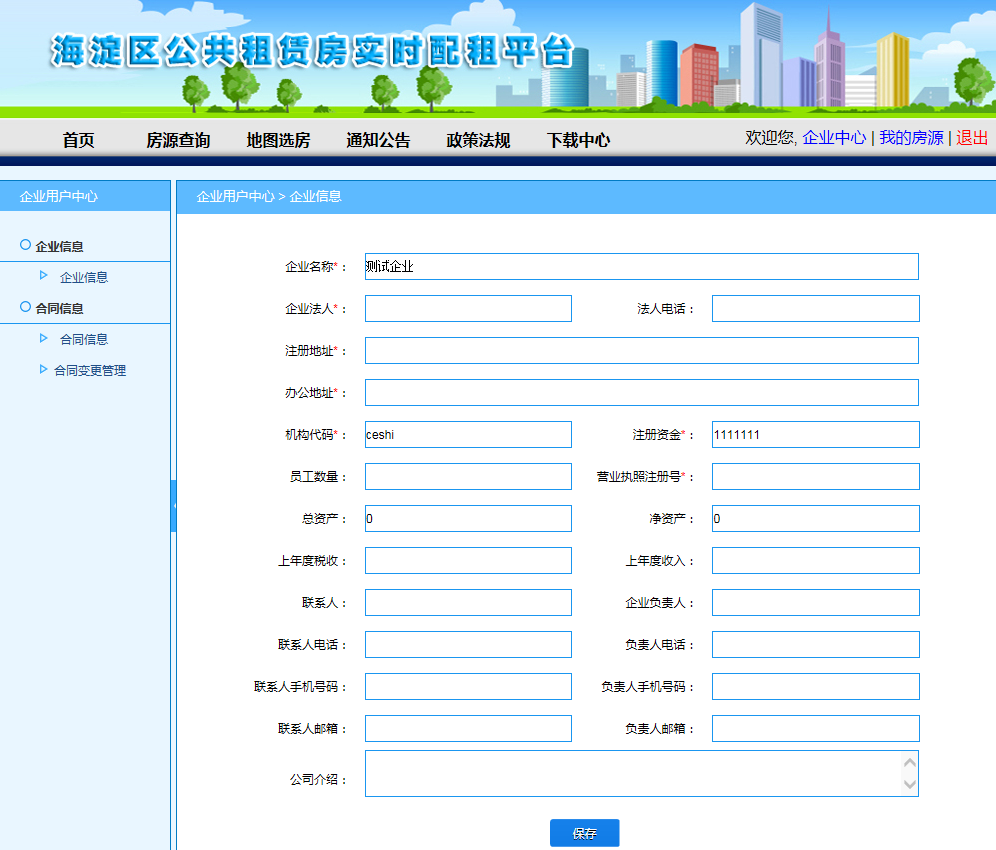 海淀区公共租赁房实时配租平台
首页 房源查询 地图选房 通知公告 政策法规 下载中心 欢迎您, 企业中心 | 我的房源 | 退出
企业用户中心
企业用户中心 > 企业信息
企业信息
企业信息
合同信息
合同信息
合同变更管理
企业名称*： 测试企业
企业法人*： 法人电话：
注册地址*：
办公地址*：
机构代码*： ceshi 注册资金*： 1111111
员工数量： 营业执照注册号*：
总资产： 0 净资产： 0
上年度税收： 上年度收入：
联系人： 企业负责人：
联系人电话： 负责人电话：
联系人手机号码： 负责人手机号码：
联系人邮箱： 负责人邮箱：
公司介绍：
保存